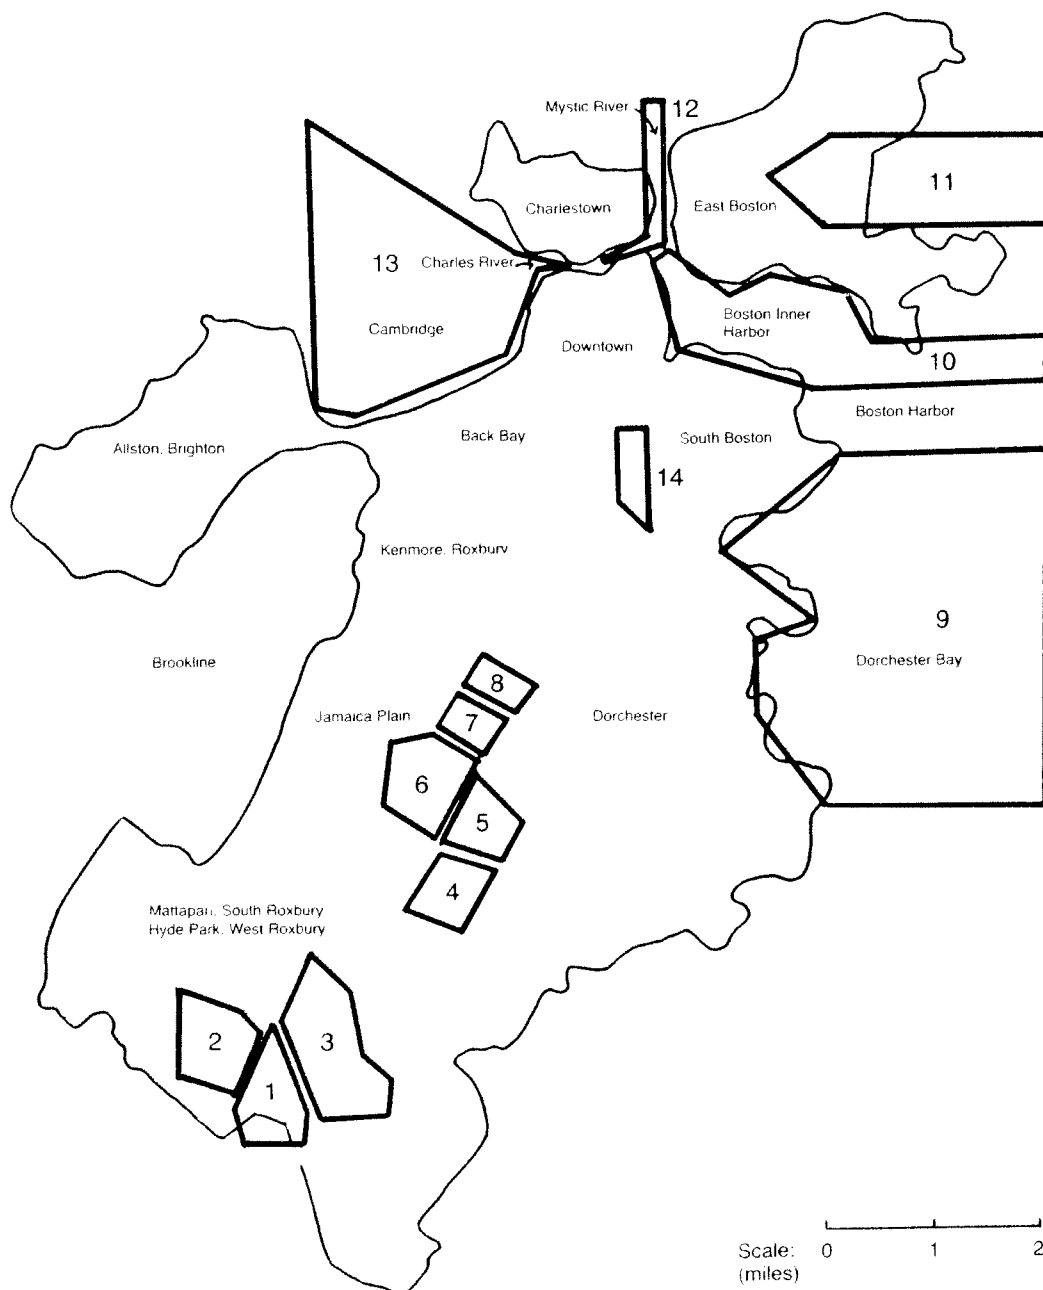 Mystic River
12
11
Charlestown
East Boston
13
Charles River
Cambridge
Boston Inner
Harbor
Downtown
10
Boston Harbor
Allston, Brighton
Back Bay
South Boston
14
Kenmore, Roxbury
9
Brookline
Dorchester Bay
8
Jamaica Plain
7
Dorchester
6
5
4
Mattapan, South Roxbury
Hyde Park, West Roxbury
2
3
1
Scale:
(miles)
0 1 2